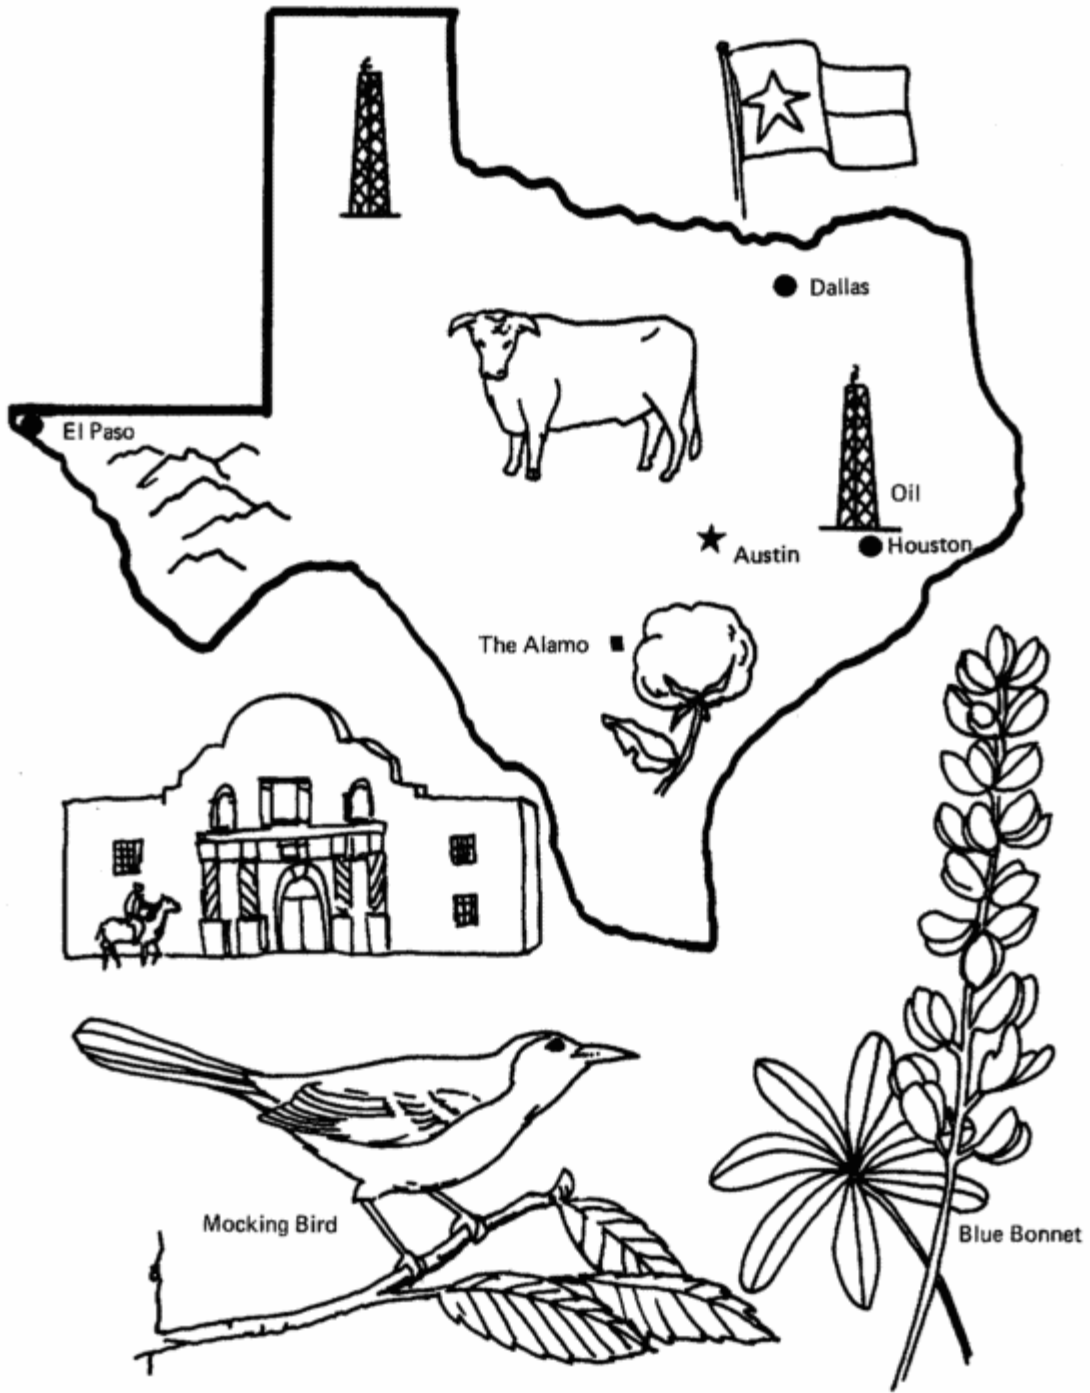 Dallas
El Paso
Oil
Houston
Austin
The Alamo
Mocking Bird
Blue Bonnet